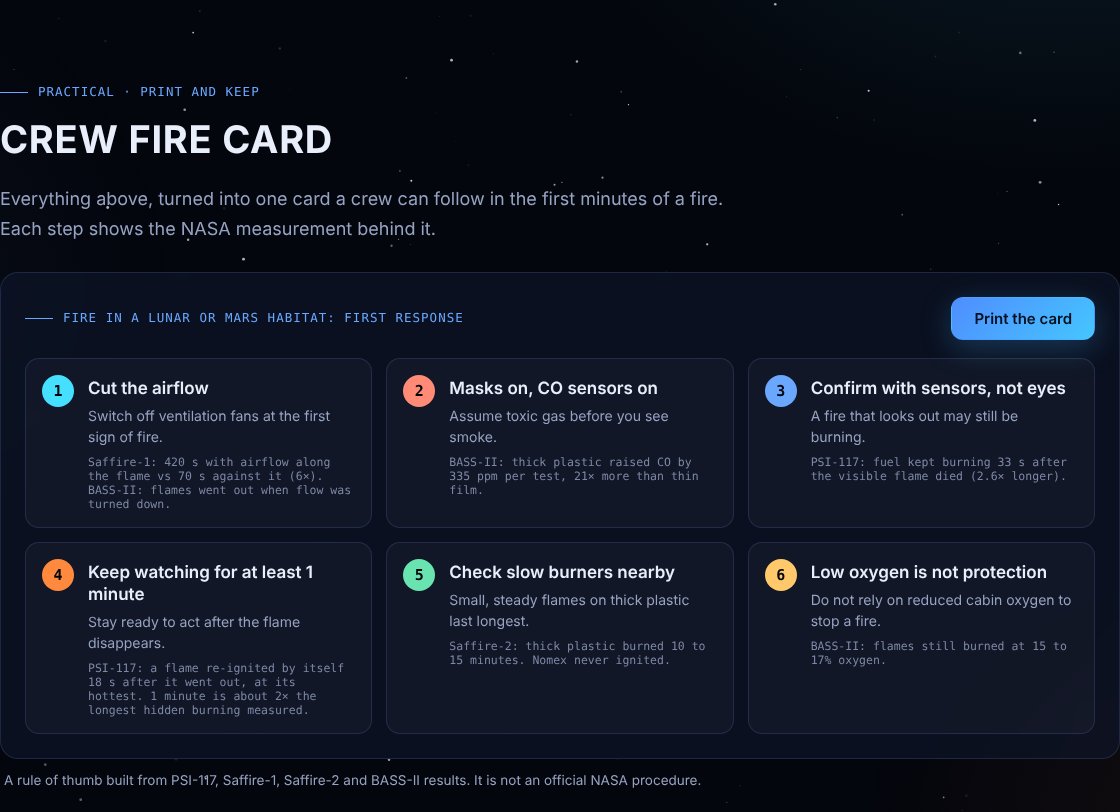 PRACTICAL · PRINT AND KEEP
CREW FIRE CARD
Everything above, turned into one card a crew can follow in the first minutes of a fire.
Each step shows the NASA measurement behind it.
FIRE IN A LUNAR OR MARS HABITAT: FIRST RESPONSE
Print the card
1
Cut the airflow
Switch off ventilation fans at the first
sign of fire.
Saffire-1: 420 s with airflow along
the flame vs 70 s against it (6×).
BASS-II: flames went out when flow was
turned down.
2
Masks on, CO sensors on
Assume toxic gas before you see
smoke.
BASS-II: thick plastic raised CO by
335 ppm per test, 21× more than thin
film.
3
Confirm with sensors, not eyes
A fire that looks out may still be
burning.
PSI-117: fuel kept burning 33 s after
the visible flame died (2.6× longer).
4
Keep watching for at least 1
minute
Stay ready to act after the flame
disappears.
PSI-117: a flame re-ignited by itself
18 s after it went out, at its
hottest. 1 minute is about 2× the
longest hidden burning measured.
5
Check slow burners nearby
Small, steady flames on thick plastic
last longest.
Saffire-2: thick plastic burned 10 to
15 minutes. Nomex never ignited.
6
Low oxygen is not protection
Do not rely on reduced cabin oxygen to
stop a fire.
BASS-II: flames still burned at 15 to
17% oxygen.
A rule of thumb built from PSI-117, Saffire-1, Saffire-2 and BASS-II results. It is not an official NASA procedure.